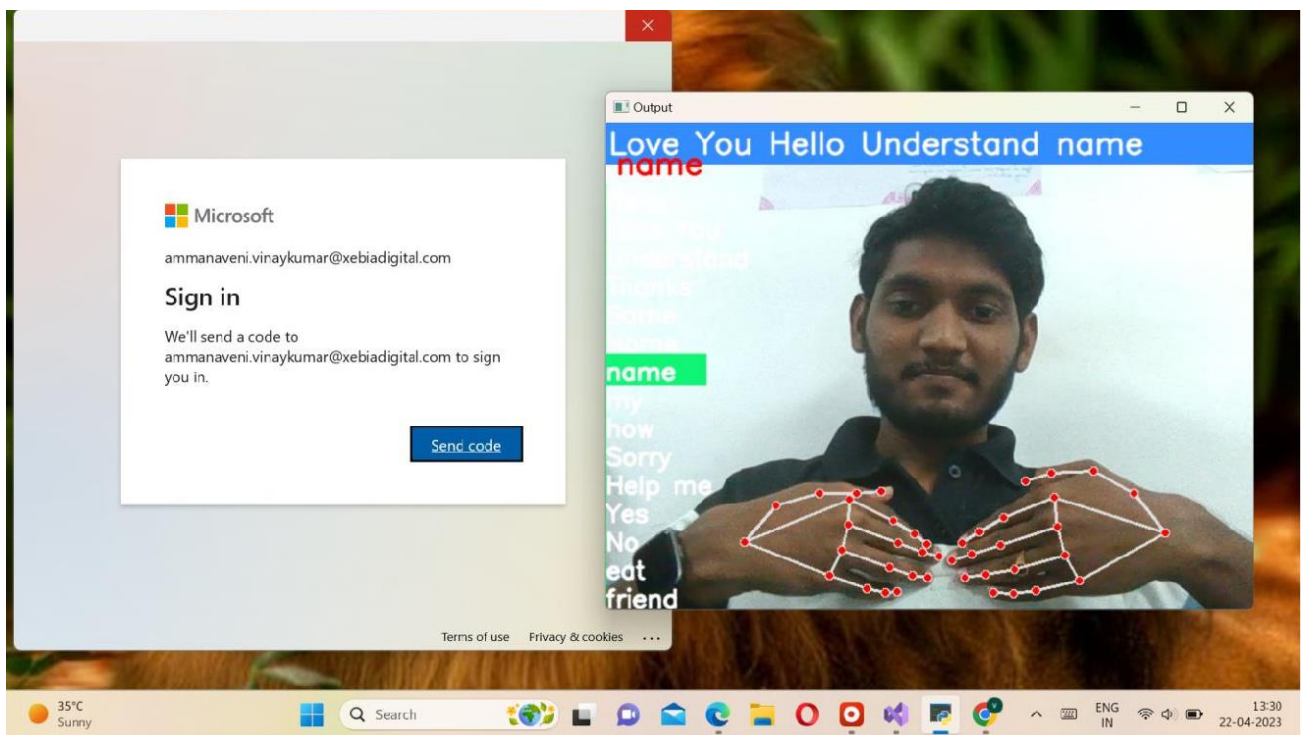 Microsoft
ammanaveni.vinaykumar@xebiadigital.com
Sign in
We'll send a code to
ammanaveni.vinaykumar@xebiadigital.com to sign
you in.
Send code
Terms of use Privacy & cookies ...
Output
Love You Hello Understand name
name
Understand
Thanks
name
my
how
Sorry
Help me
Yes
No
eat
friend
35°C
Sunny
Search
ENG
IN
13:30
22-04-2023